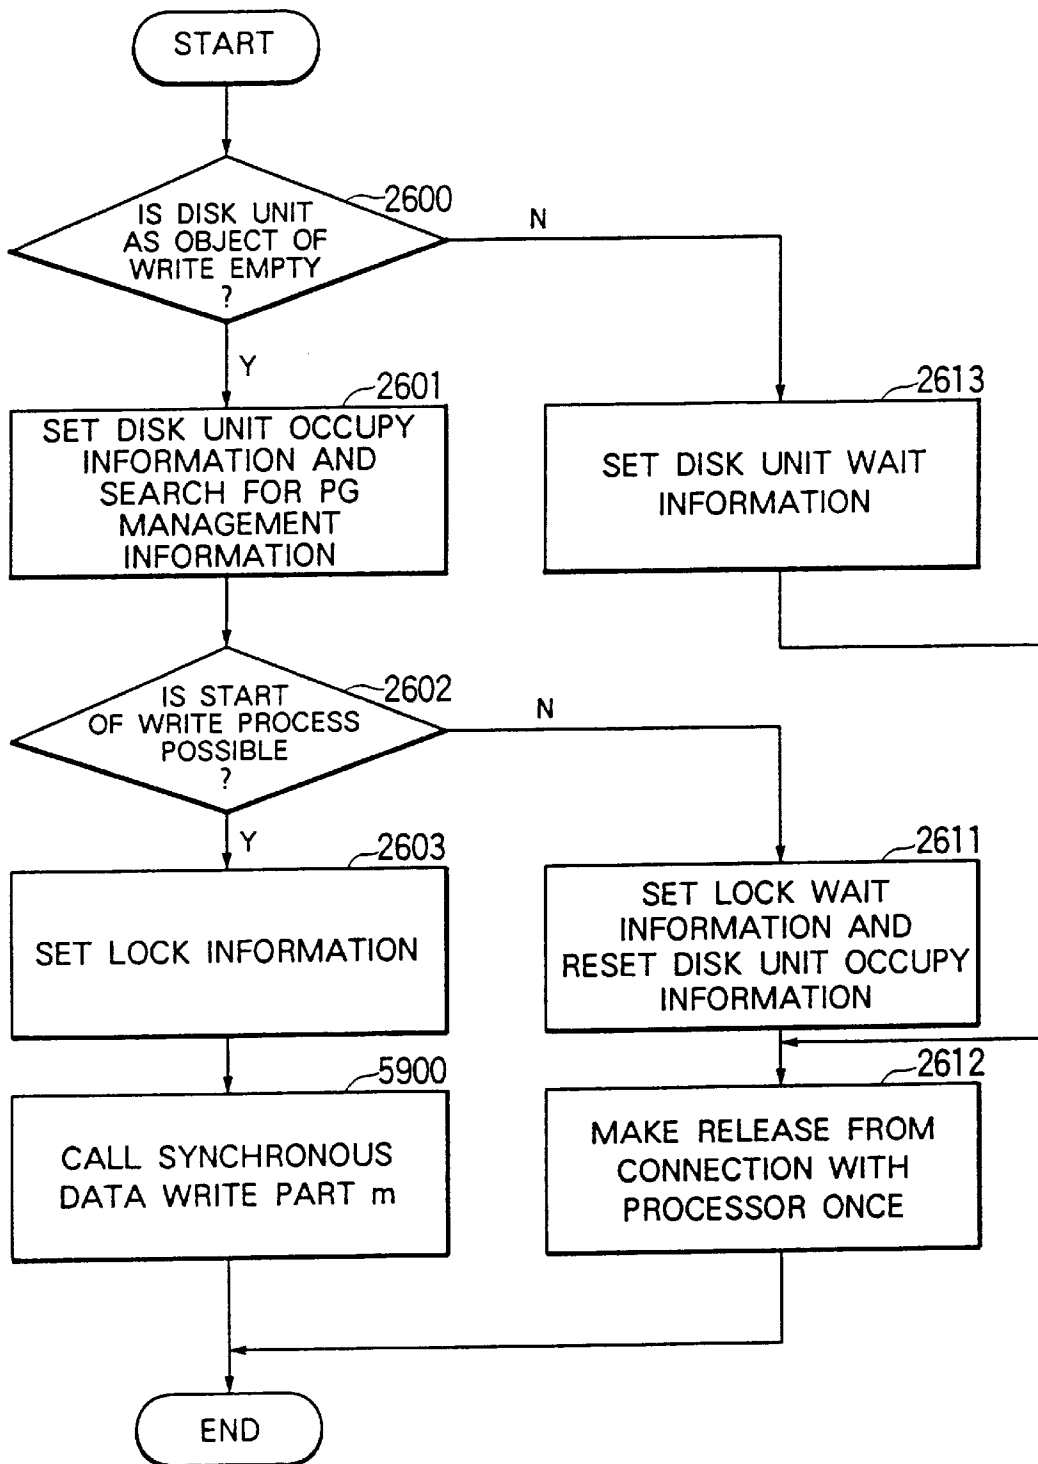 START
2600
IS DISK UNIT
AS OBJECT OF
WRITE EMPTY
?
N
Y
2601
SET DISK UNIT OCCUPY
INFORMATION AND
SEARCH FOR PG
MANAGEMENT
INFORMATION
2613
SET DISK UNIT WAIT
INFORMATION
2602
IS START
OF WRITE PROCESS
POSSIBLE
?
N
Y
2603
SET LOCK INFORMATION
2611
SET LOCK WAIT
INFORMATION AND
RESET DISK UNIT OCCUPY
INFORMATION
5900
CALL SYNCHRONOUS
DATA WRITE PART m
2612
MAKE RELEASE FROM
CONNECTION WITH
PROCESSOR ONCE
END